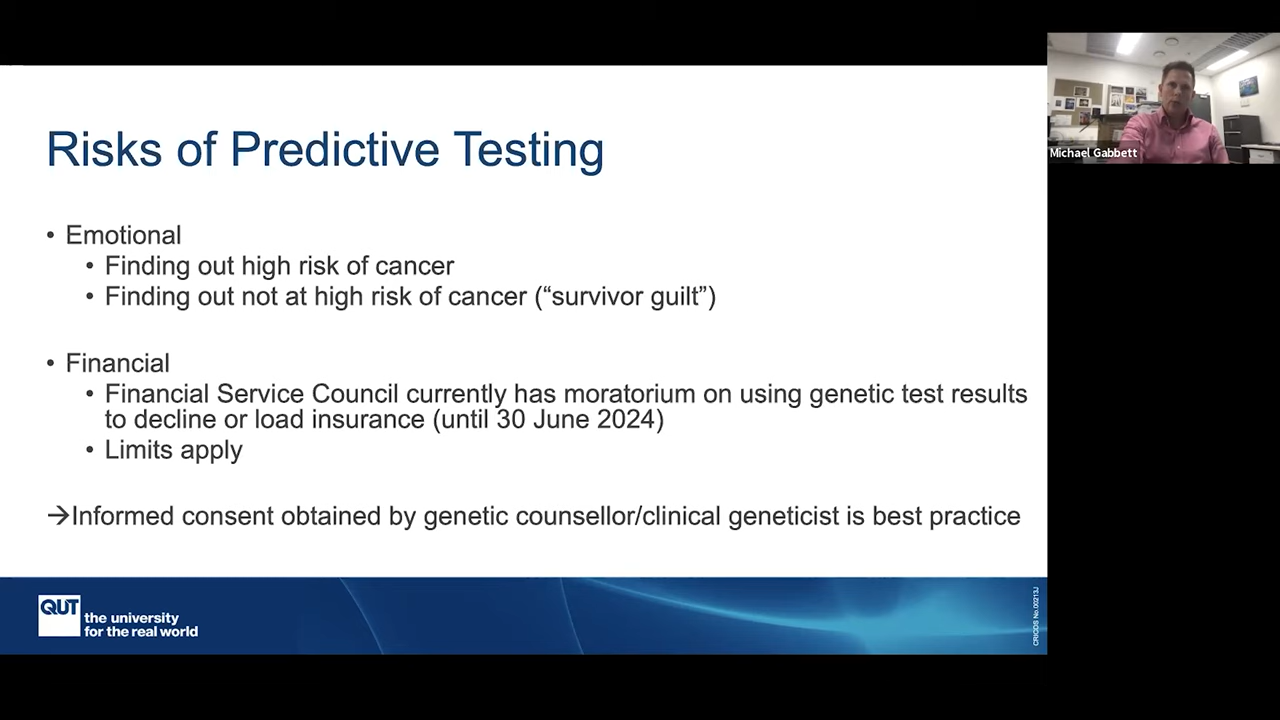 Risks of Predictive Testing
• Emotional
• Finding out high risk of cancer
• Finding out not at high risk of cancer (“survivor guilt”)
• Financial
• Financial Service Council currently has moratorium on using genetic test results
to decline or load insurance (until 30 June 2024)
• Limits apply
→Informed consent obtained by genetic counsellor/clinical geneticist is best practice
QUT
the university
for the real world
CRICOS No.00213J
Michael Gabbett